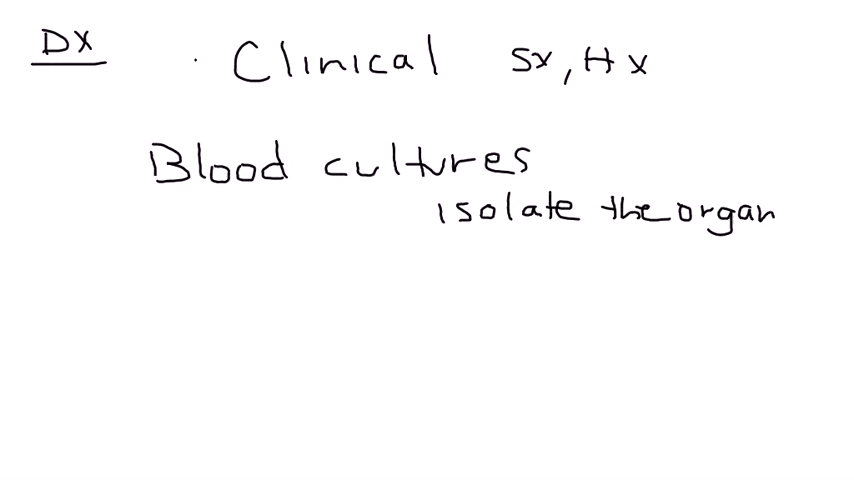 DX
Clinical sx, Hx
Blood cultures
isolate the organ